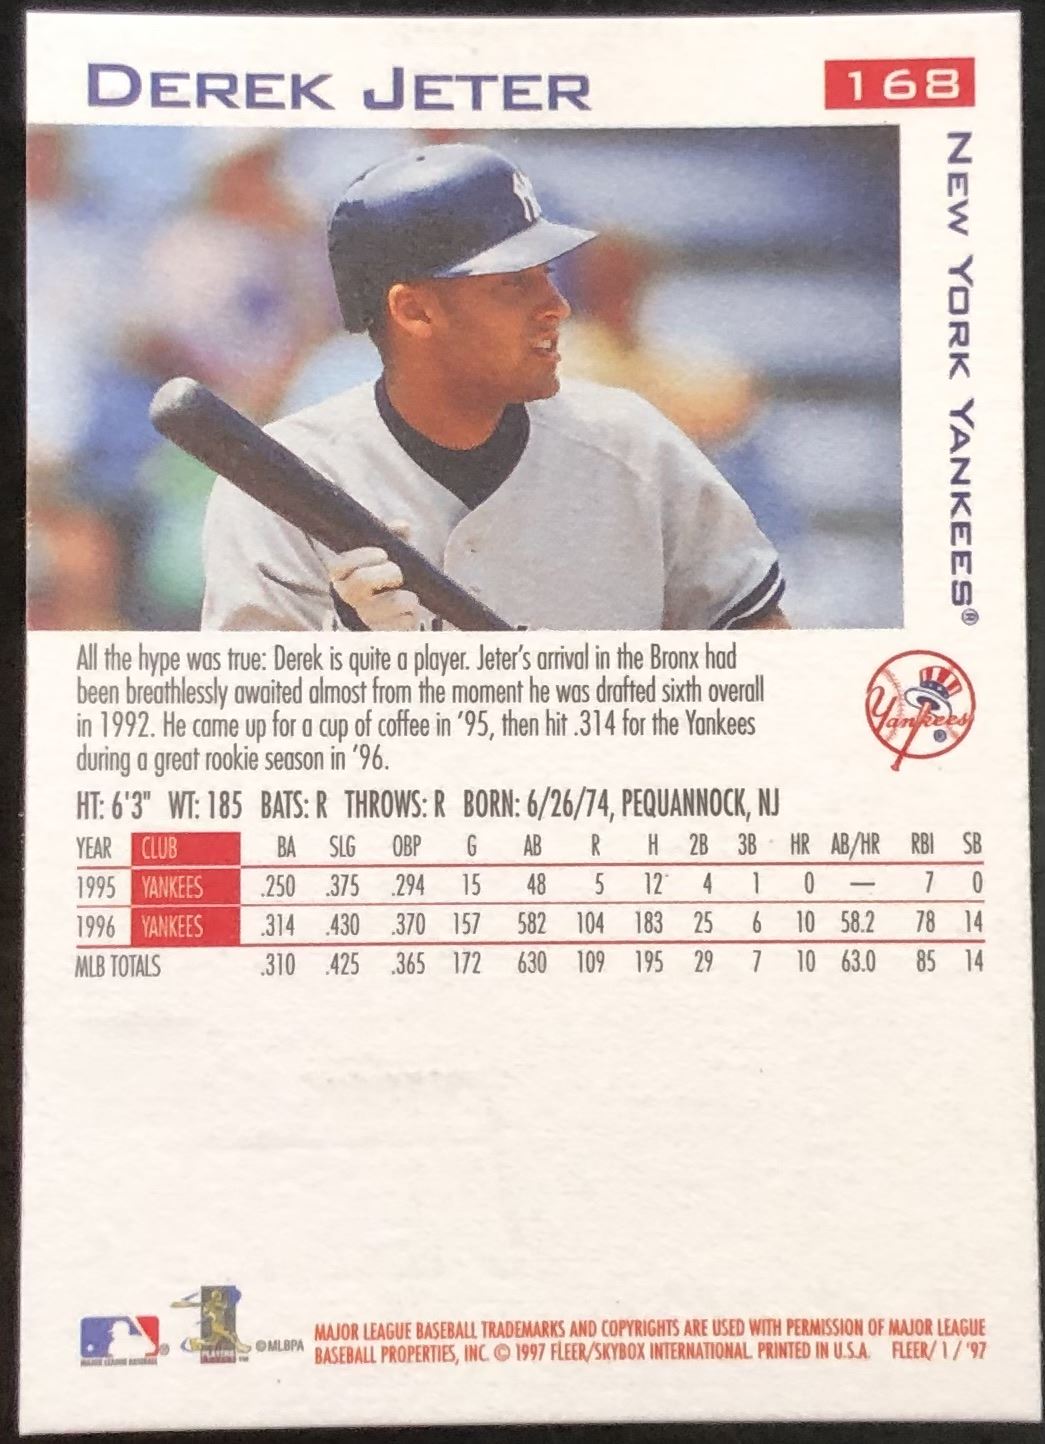 DEREK JETER
168
NEW YORK YANKEES®
All the hype was true: Derek is quite a player. Jeter's arrival in the Bronx had
been breathlessly awaited almost from the moment he was drafted sixth overall
in 1992. He came up for a cup of coffee in '95, then hit .314 for the Yankees
during a great rookie season in '96.
Yankees®
HT: 6'3" WT: 185 BATS: R THROWS: R BORN: 6/26/74, PEQUANNOCK, NJ
YEAR CLUB BA SLG OBP G AB R H 2B 3B HR AB/HR RBI SB
1995 YANKEES .250 .375 .294 15 48 5 12 4 1 0 — 7 0
1996 YANKEES .314 .430 .370 157 582 104 183 25 6 10 58.2 78 14
MLB TOTALS .310 .425 .365 172 630 109 195 29 7 10 63.0 85 14
MAJOR LEAGUE BASEBALL
®
©MLBPA
MAJOR LEAGUE BASEBALL TRADEMARKS AND COPYRIGHTS ARE USED WITH PERMISSION OF MAJOR LEAGUE
BASEBALL PROPERTIES, INC. © 1997 FLEER/SKYBOX INTERNATIONAL. PRINTED IN U.S.A. FLEER/ 1 / '97